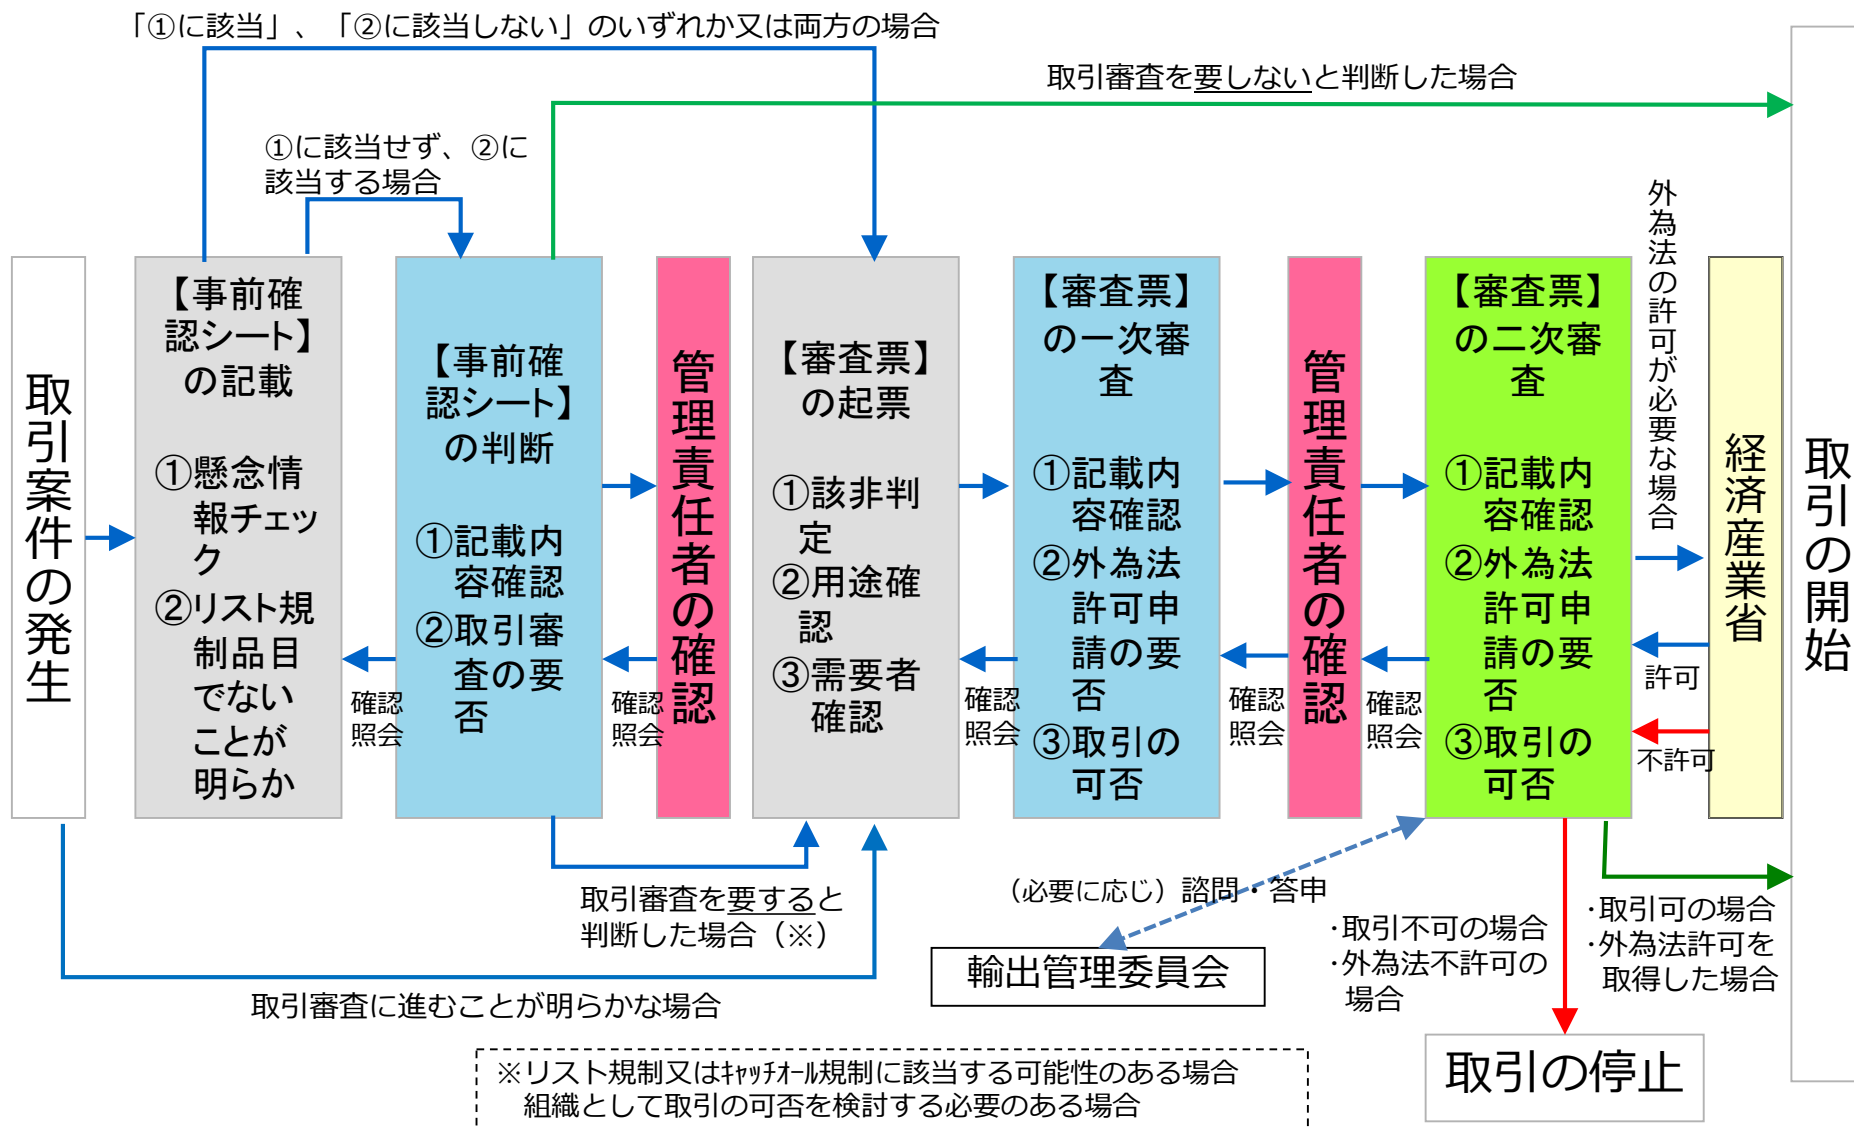 「①に該当」、「②に該当しない」のいずれか又は両方の場合
取引審査を要しないと判断した場合
①に該当せず、②に
該当する場合
取引案件の発生
【事前確
認シート】
の記載
①懸念情
報チェッ
ク
②リスト規
制品目
でない
ことが
明らか
確認
照会
【事前確
認シート】
の判断
①記載内
容確認
②取引審
査の要
否
確認
照会
管理責任者の確認
【審査票】
の起票
①該非判
定
②用途確
認
③需要者
確認
確認
照会
【審査票】
の一次審
査
①記載内
容確認
②外為法
許可申
請の要
否
③取引の
可否
確認
照会
管理責任者の確認
確認
照会
【審査票】
の二次審
査
①記載内
容確認
②外為法
許可申
請の要
否
③取引の
可否
外為法の許可が必要な場合
許可
不許可
経済産業省
取引の開始
取引審査を要すると
判断した場合（※）
取引審査に進むことが明らかな場合
（必要に応じ）諮問・答申
輸出管理委員会
・取引不可の場合
・外為法不許可の
場合
・取引可の場合
・外為法許可を
取得した場合
取引の停止
※リスト規制又はｷｬｯﾁｵｰﾙ規制に該当する可能性のある場合
組織として取引の可否を検討する必要のある場合